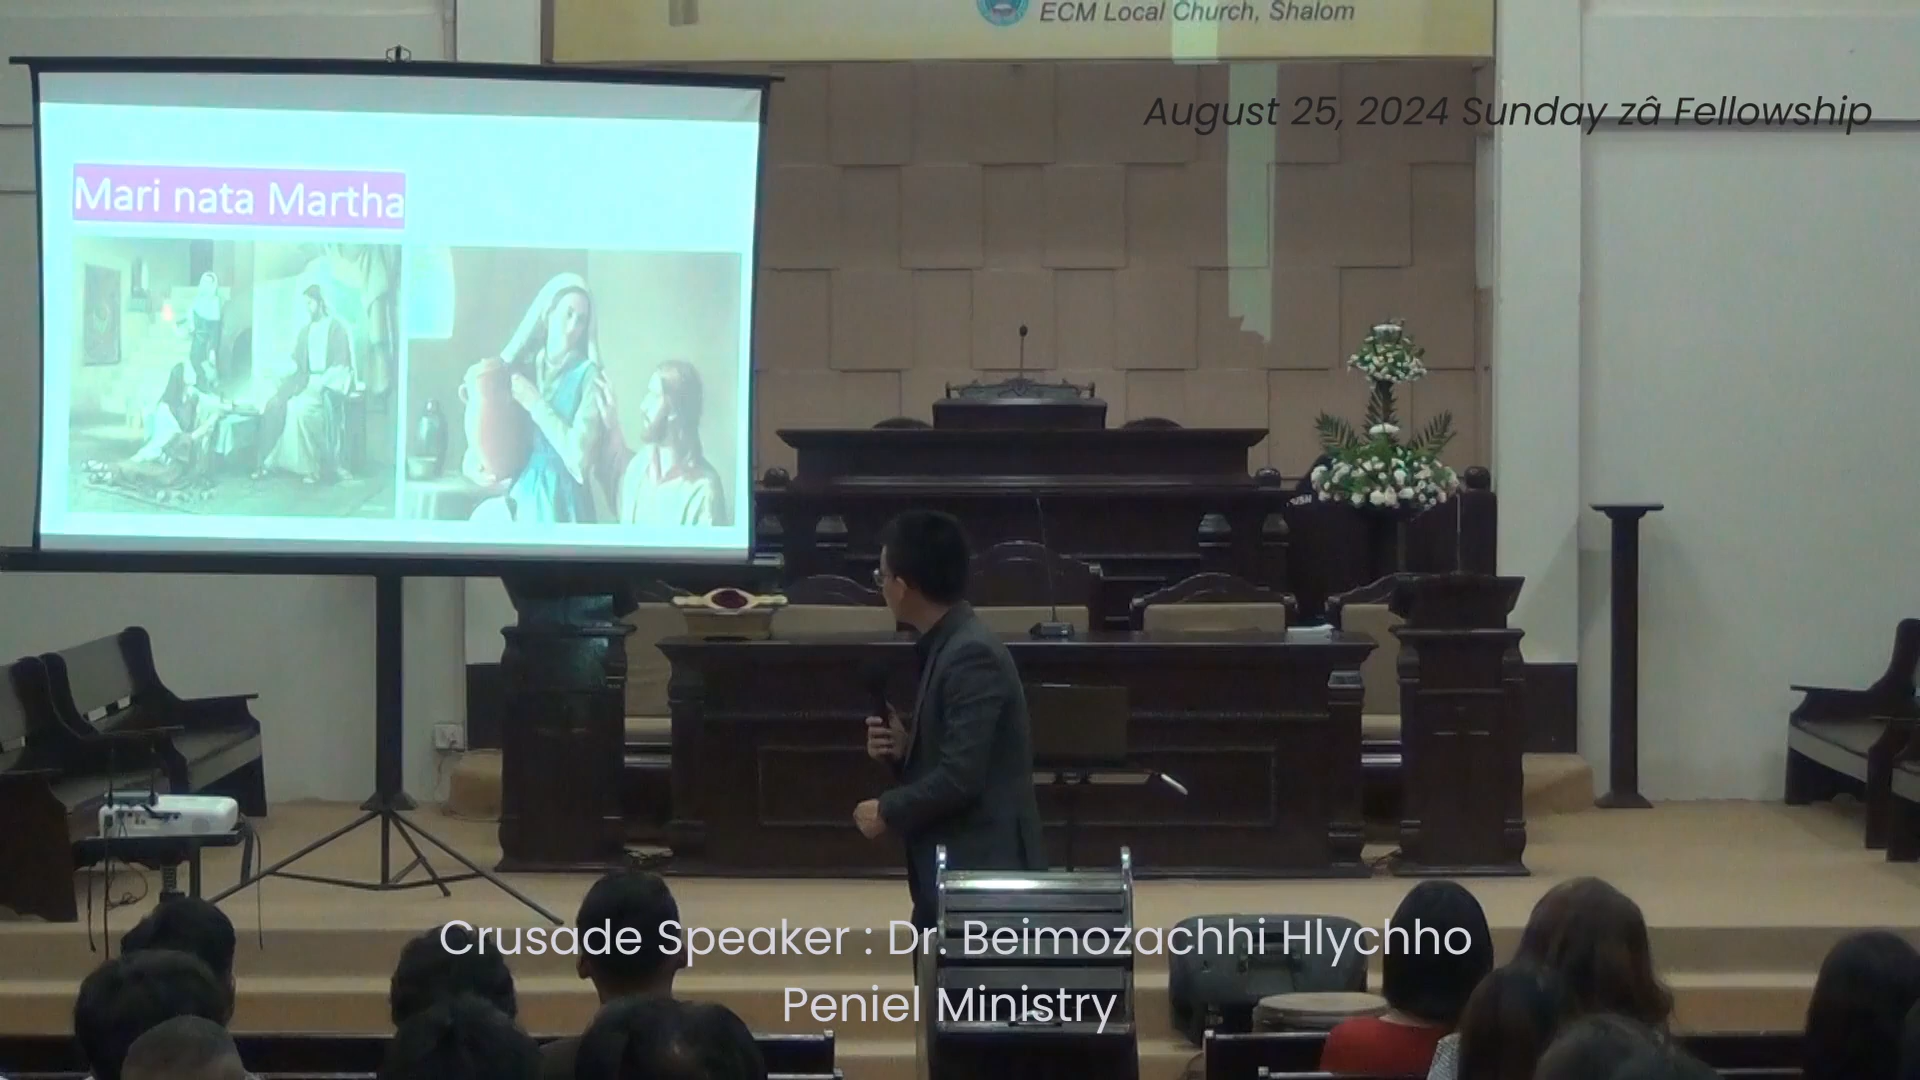 ECM Local Church, Shalom
August 25, 2024 Sunday zâ Fellowship
Mari nata Martha
Crusade Speaker : Dr. Beimozachhi Hlychho
Peniel Ministry